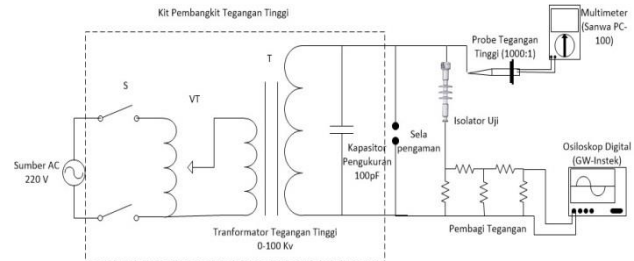 Kit Pembangkit Tegangan Tinggi
Multimeter
(Sanwa PC-
100)
Probe Tegangan
Tinggi (1000:1)
S
VT
T
Isolator Uji
Sumber AC
220 V
Kapasitor
Pengukuran
100pF
Sela
pengaman
Osiloskop Digital
(GW-Instek)
Tranformator Tegangan Tinggi
0-100 Kv
Pembagi Tegangan